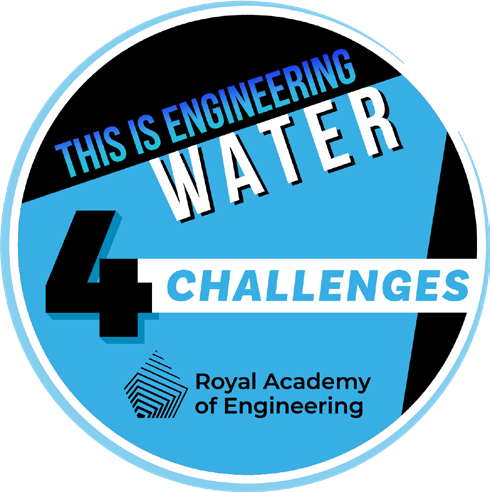 THIS IS ENGINEERING
WATER
4 CHALLENGES
Royal Academy
of Engineering